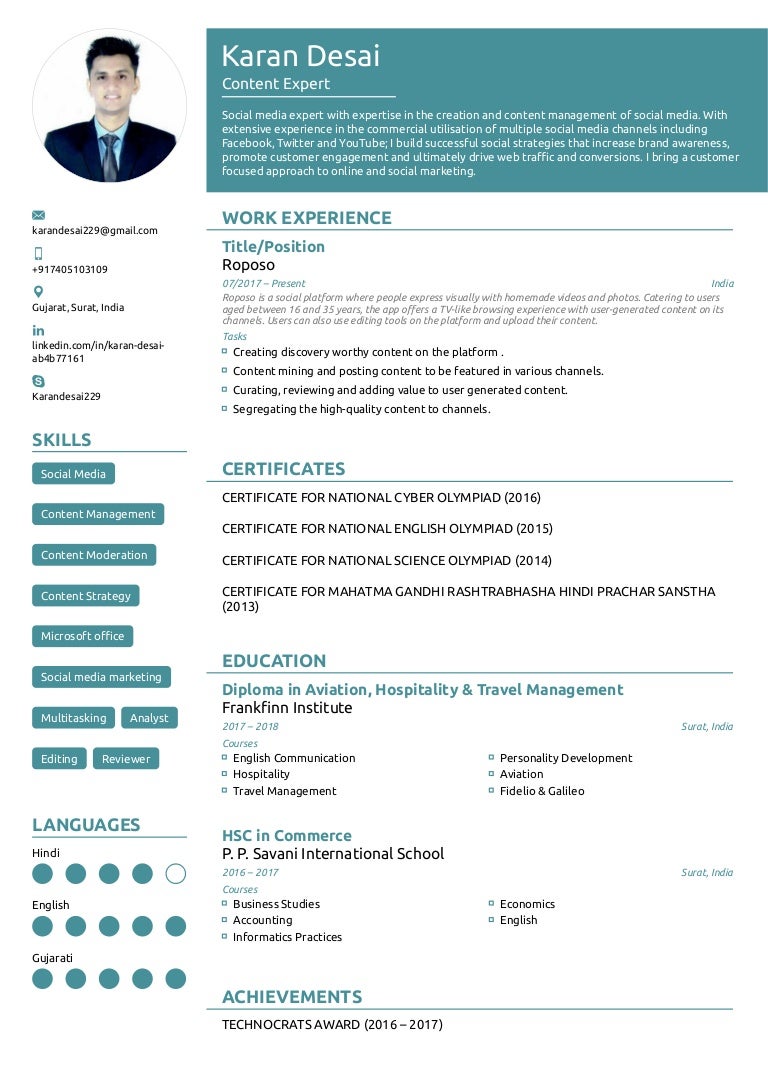 Karan Desai
Content Expert
Social media expert with expertise in the creation and content management of social media. With
extensive experience in the commercial utilisation of multiple social media channels including
Facebook, Twitter and YouTube; I build successful social strategies that increase brand awareness,
promote customer engagement and ultimately drive web traffic and conversions. I bring a customer
focused approach to online and social marketing.
karandesai229@gmail.com
+917405103109
Gujarat, Surat, India
in
linkedin.com/in/karan-desai-
ab4b77161
Karandesai229
SKILLS
Social Media
Content Management
Content Moderation
Content Strategy
Microsoft office
Social media marketing
Multitasking Analyst
Editing Reviewer
LANGUAGES
Hindi
English
Gujarati
WORK EXPERIENCE
Title/Position
Roposo
07/2017 – Present India
Roposo is a social platform where people express visually with homemade videos and photos. Catering to users
aged between 16 and 35 years, the app offers a TV-like browsing experience with user-generated content on its
channels. Users can also use editing tools on the platform and upload their content.
Tasks
Creating discovery worthy content on the platform .
Content mining and posting content to be featured in various channels.
Curating, reviewing and adding value to user generated content.
Segregating the high-quality content to channels.
CERTIFICATES
CERTIFICATE FOR NATIONAL CYBER OLYMPIAD (2016)
CERTIFICATE FOR NATIONAL ENGLISH OLYMPIAD (2015)
CERTIFICATE FOR NATIONAL SCIENCE OLYMPIAD (2014)
CERTIFICATE FOR MAHATMA GANDHI RASHTRABHASHA HINDI PRACHAR SANSTHA
(2013)
EDUCATION
Diploma in Aviation, Hospitality & Travel Management
Frankfinn Institute
2017 – 2018 Surat, India
Courses
English Communication Personality Development
Hospitality Aviation
Travel Management Fidelio & Galileo
HSC in Commerce
P. P. Savani International School
2016 – 2017 Surat, India
Courses
Business Studies Economics
Accounting English
Informatics Practices
ACHIEVEMENTS
TECHNOCRATS AWARD (2016 – 2017)